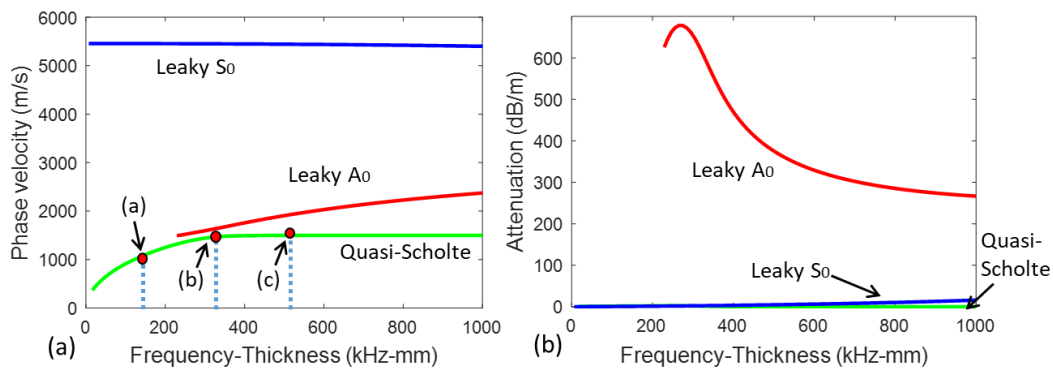 6000
5000
4000
3000
2000
1000
0
Phase velocity (m/s)
Leaky S0
Leaky A0
(a)
(b)
(c)
Quasi-Scholte
0 200 400 600 800 1000
(a) Frequency-Thickness (kHz-mm)
600
500
400
300
200
100
0
Attenuation (dB/m)
Leaky A0
Quasi-
Scholte
Leaky S0
0 200 400 600 800 1000
(b) Frequency-Thickness (kHz-mm)